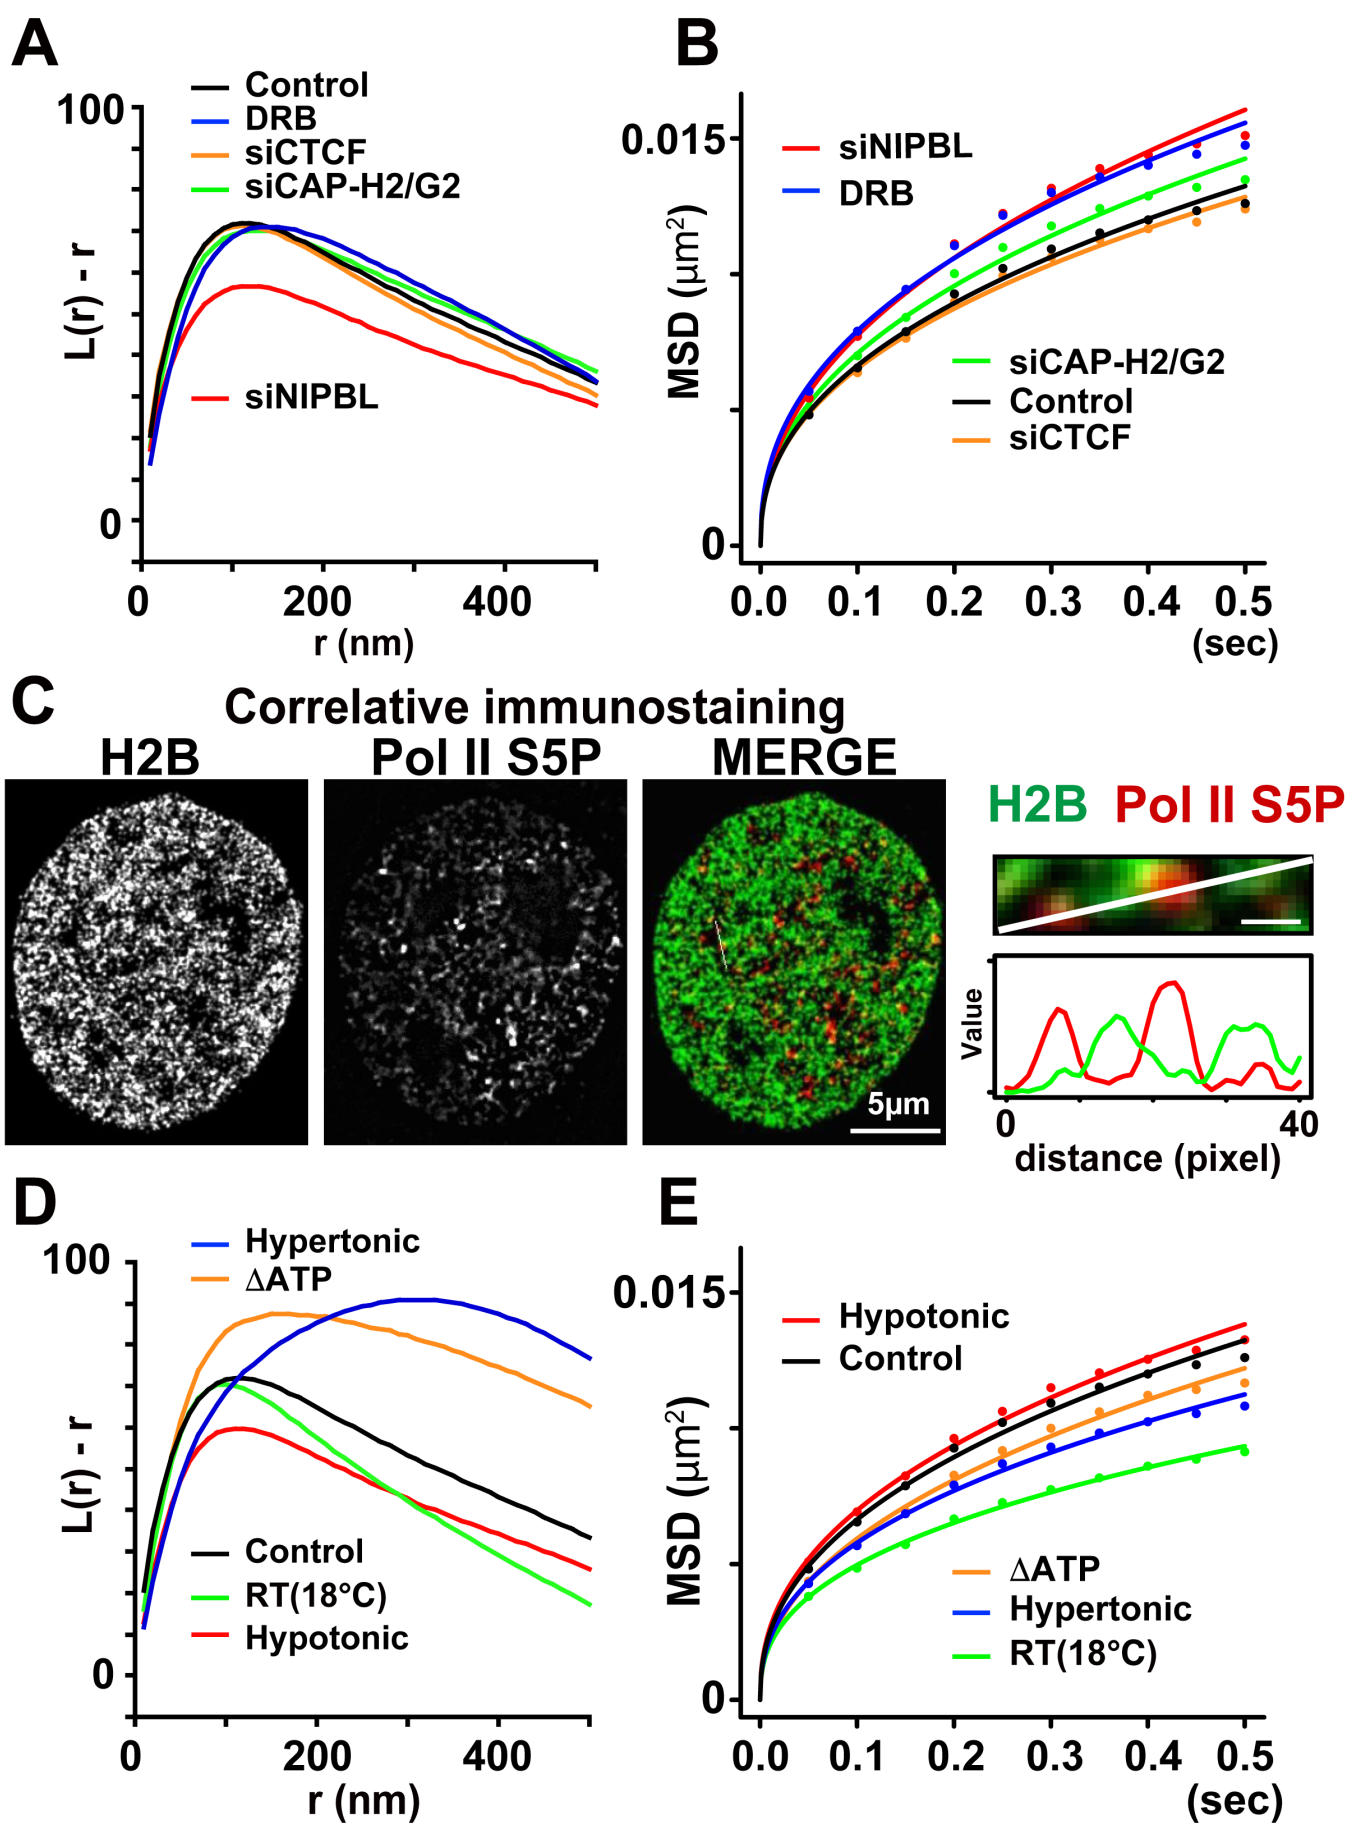 A
Control
DRB
siCTCF
siCAP-H2/G2
siNIPBL
100
0
L(r) - r
0 200 400
r (nm)
B
siNIPBL
DRB
siCAP-H2/G2
Control
siCTCF
0.015
0
MSD (μm²)
0.0 0.1 0.2 0.3 0.4 0.5
(sec)
C
Correlative immunostaining
H2B Pol II S5P MERGE
5μm
H2B Pol II S5P
Value
0 40
distance (pixel)
D
Hypertonic
ΔATP
Control
RT(18°C)
Hypotonic
100
0
L(r) - r
0 200 400
r (nm)
E
Hypotonic
Control
ΔATP
Hypertonic
RT(18°C)
0.015
0
MSD (μm²)
0.0 0.1 0.2 0.3 0.4 0.5
(sec)